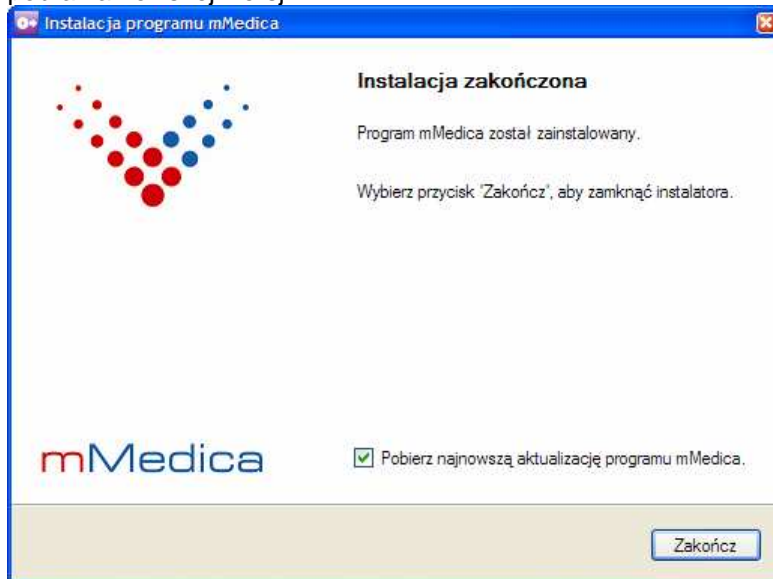 Instalacja programu mMedica
Instalacja zakończona
Program mMedica został zainstalowany.
Wybierz przycisk 'Zakończ', aby zamknąć instalatora.
mMedica
Pobierz najnowszą aktualizację programu mMedica.
Zakończ